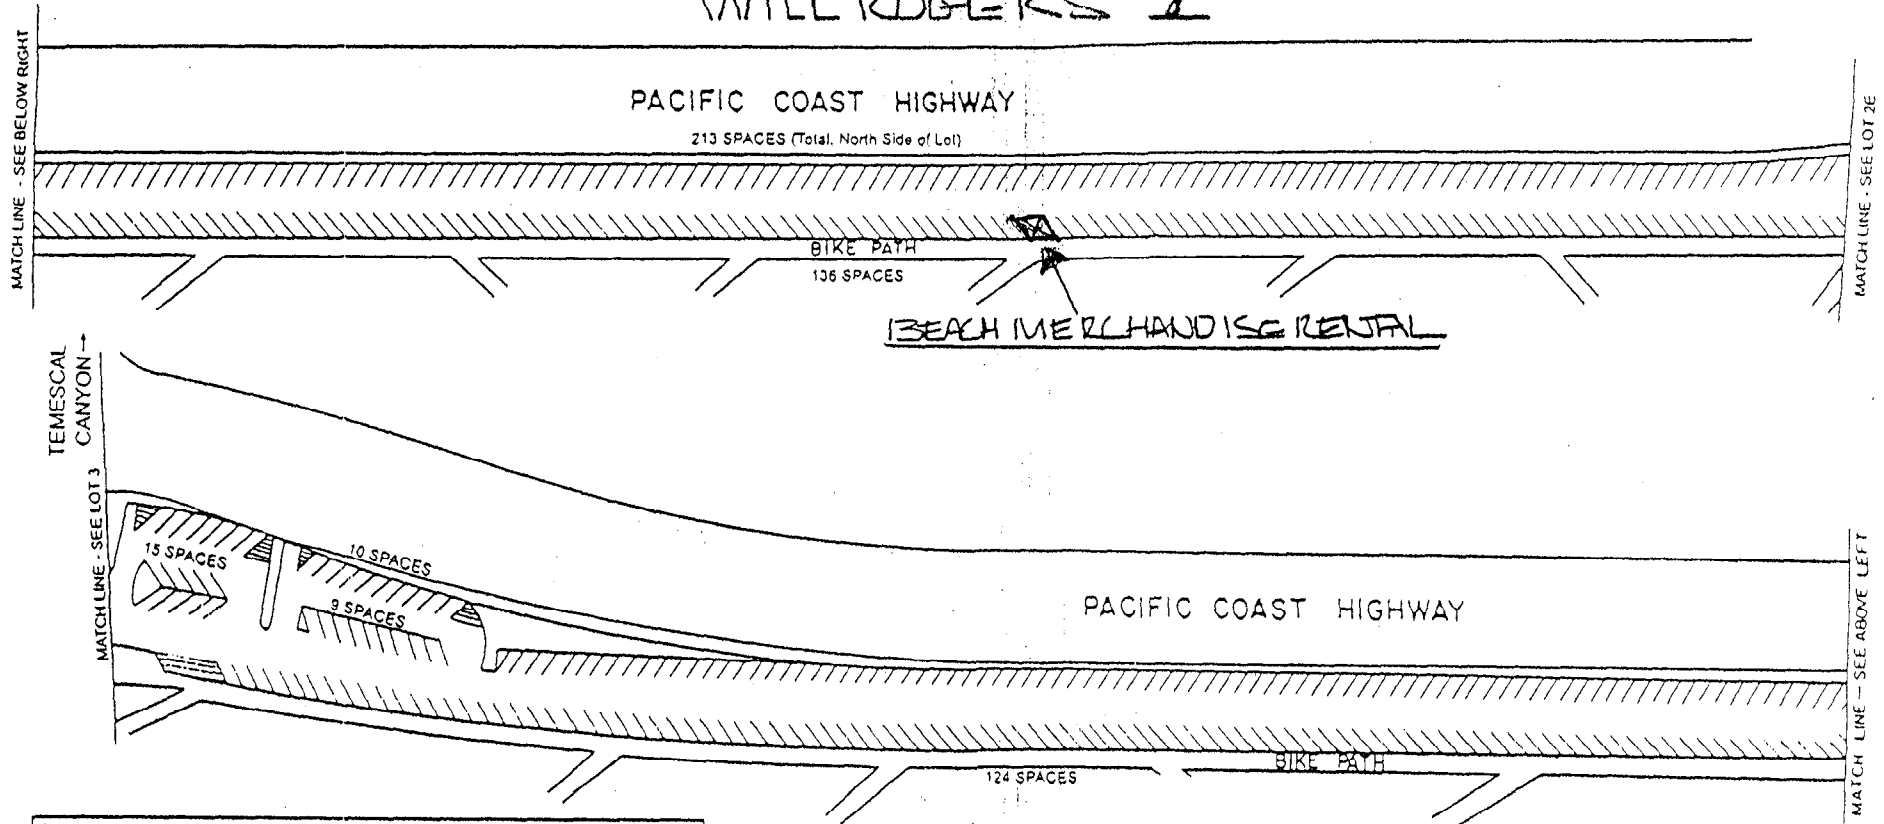 WILL ROGERS
MATCH LINE - SEE BELOW RIGHT
PACIFIC COAST HIGHWAY
213 SPACES (Total, North Side of Lot)
MATCH LINE - SEE LOT 2E
BIKE PATH
136 SPACES
BEACH MERCHANDISE RENTAL
TEMESCAL
CANYON →
MATCH LINE - SEE LOT 3
15 SPACES
10 SPACES
9 SPACES
PACIFIC COAST HIGHWAY
MATCH LINE - SEE ABOVE LEFT
BIKE PATH
124 SPACES